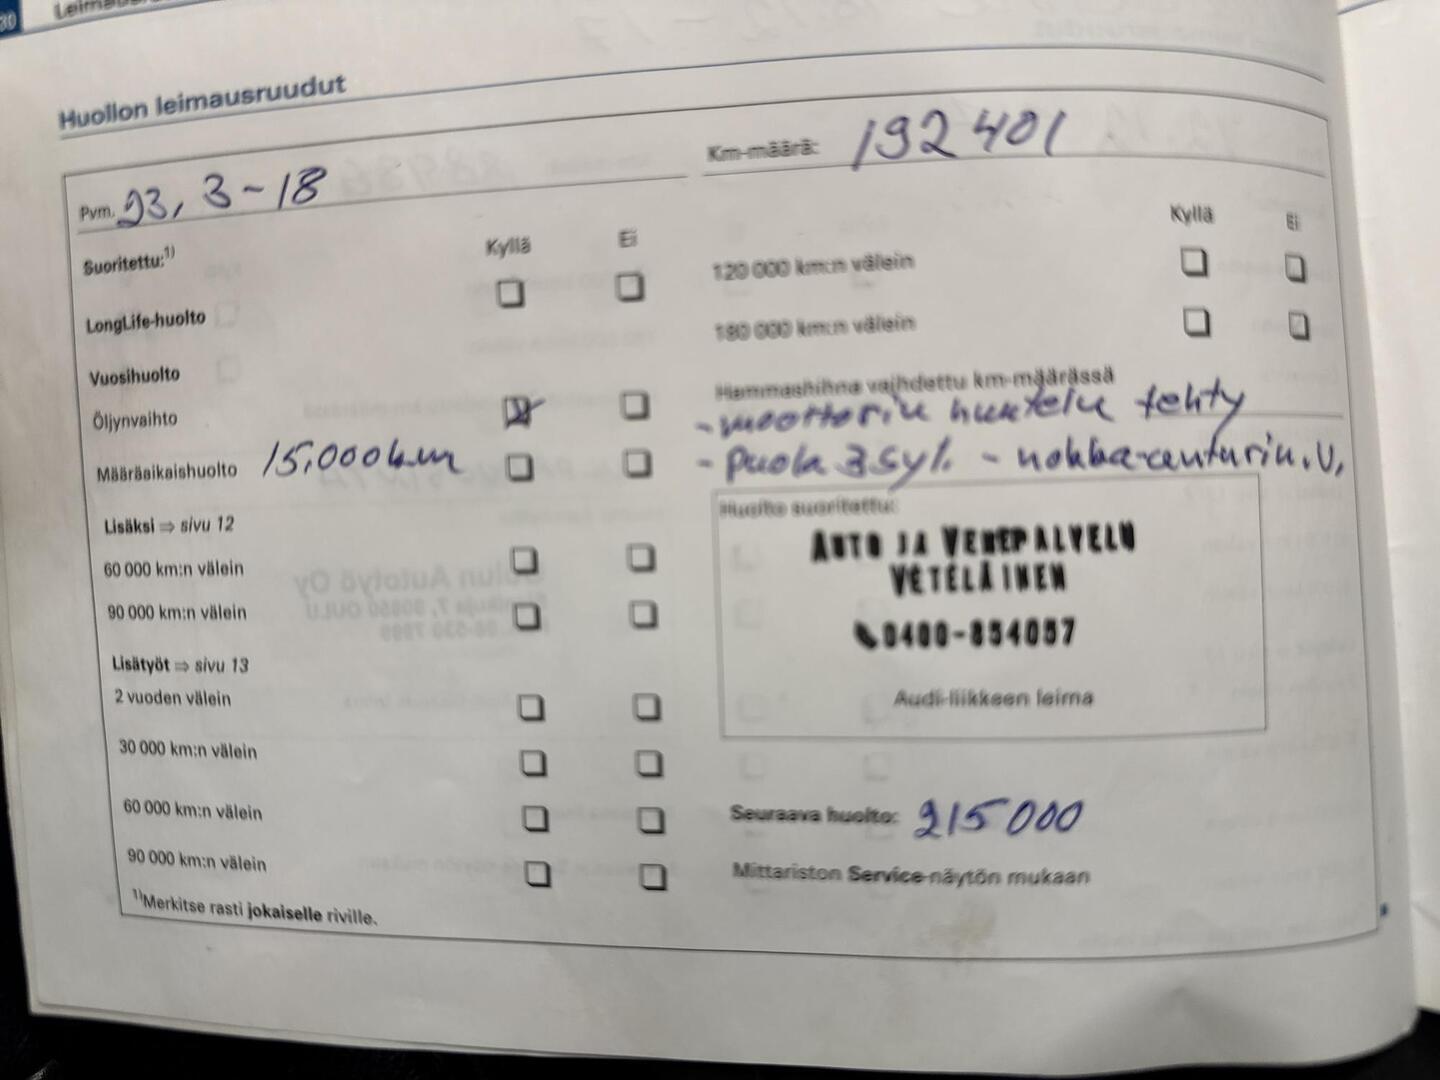 30
Huollon leimausruudut
Pvm. 23, 3-18
Suoritettu:1)
Kyllä Ei
LongLife-huolto
Vuosihuolto
Öljynvaihto
Määräaikaishuolto 15,000km
Lisäksi ⇒ sivu 12
60 000 km:n välein
90 000 km:n välein
Lisätyöt ⇒ sivu 13
2 vuoden välein
30 000 km:n välein
60 000 km:n välein
90 000 km:n välein
1)Merkitse rasti jokaiselle riville.
Km-määrä: 192 401
Kyllä Ei
120 000 km:n välein
180 000 km:n välein
Hammashihna vaihdettu km-määrässä
- moottorin huutelu tehty
- puola 3 syl. -
Huolto suoritettu:
AUTO JA VENEPALVELU
VETELÄINEN
0400-854057
Audi-liikkeen leima
Seuraava huolto: 215 000
Mittariston Service-näytön mukaan